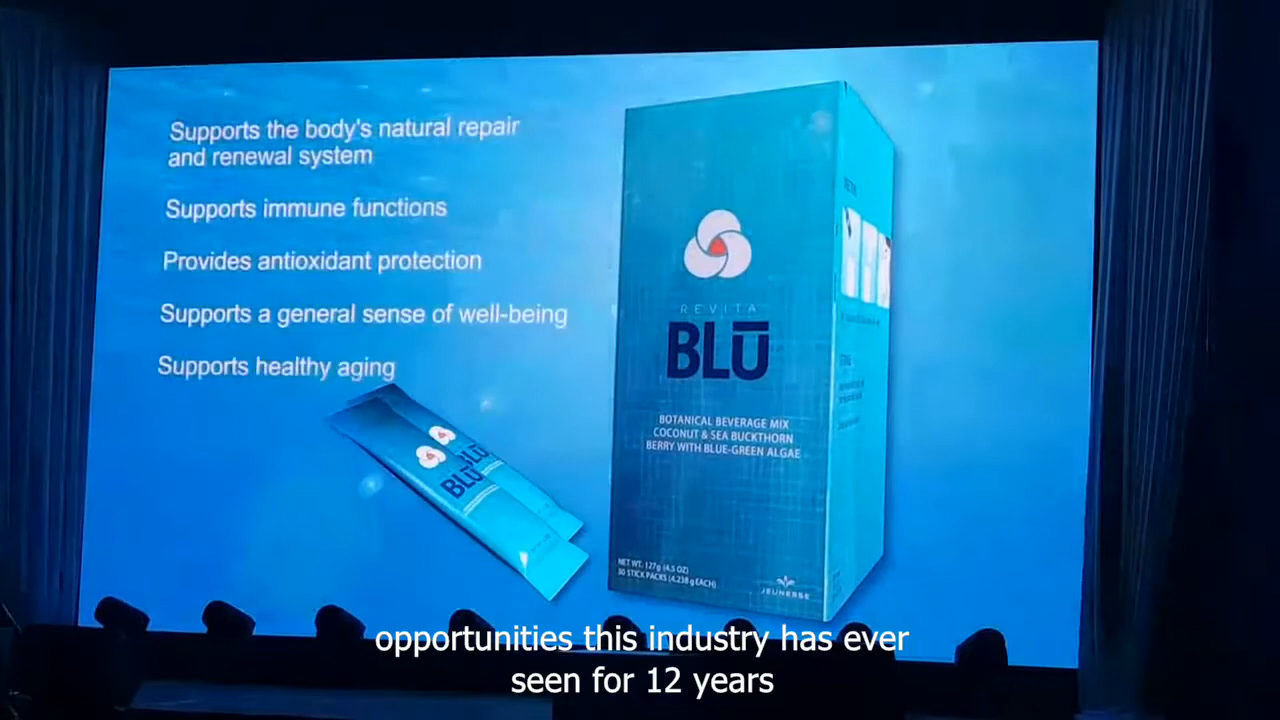 Supports the body's natural repair
and renewal system
Supports immune functions
Provides antioxidant protection
Supports a general sense of well-being
Supports healthy aging
REVITA
BLŪ
BOTANICAL BEVERAGE MIX
COCONUT & SEA BUCKTHORN
BERRY WITH BLUE-GREEN ALGAE
NET WT. 127g (4.5 OZ)
30 STICK PACKS (4.238 g EACH)
JEUNESSE
BLŪ
BLŪ
opportunities this industry has ever
seen for 12 years